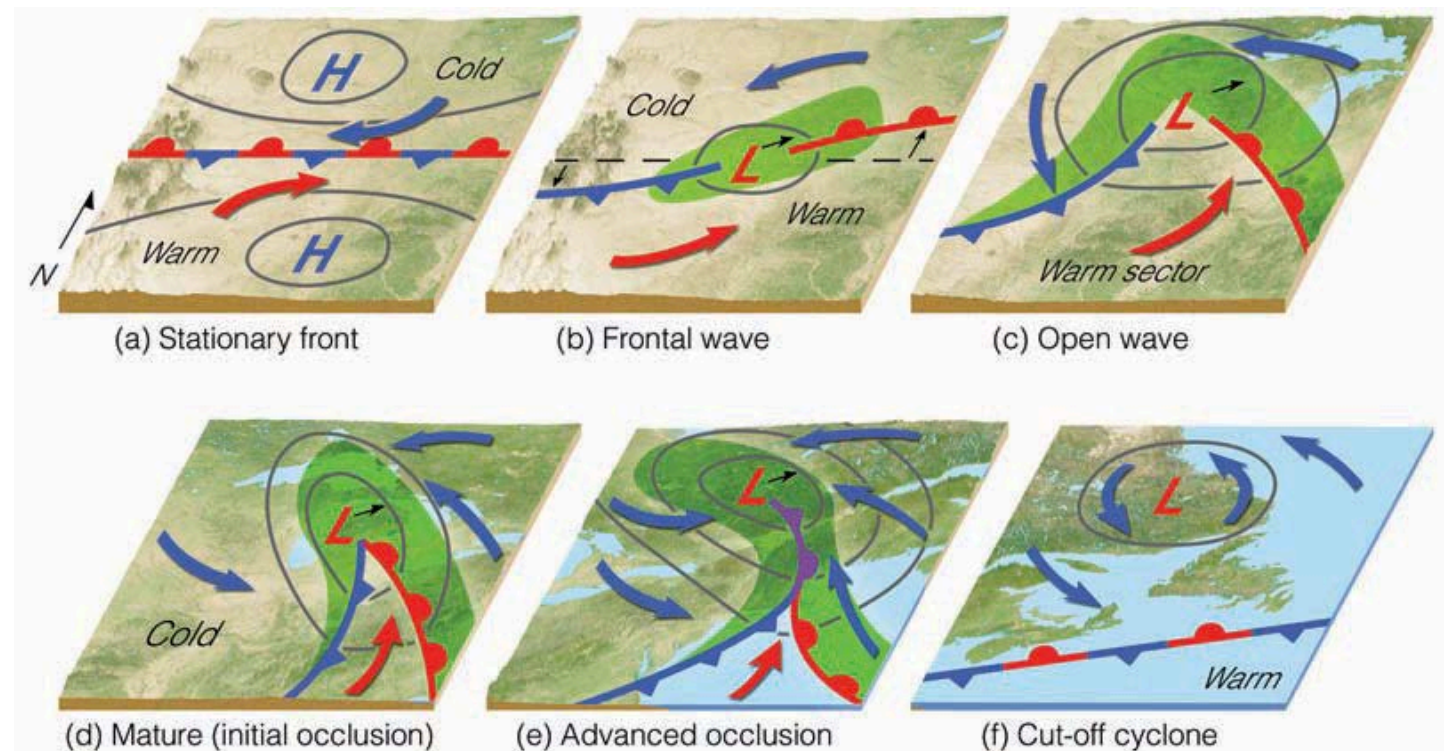 H
Cold
N
Warm
H
(a) Stationary front
Cold
L
Warm
(b) Frontal wave
L
Warm sector
(c) Open wave
L
Cold
(d) Mature (initial occlusion)
L
(e) Advanced occlusion
L
Warm
(f) Cut-off cyclone